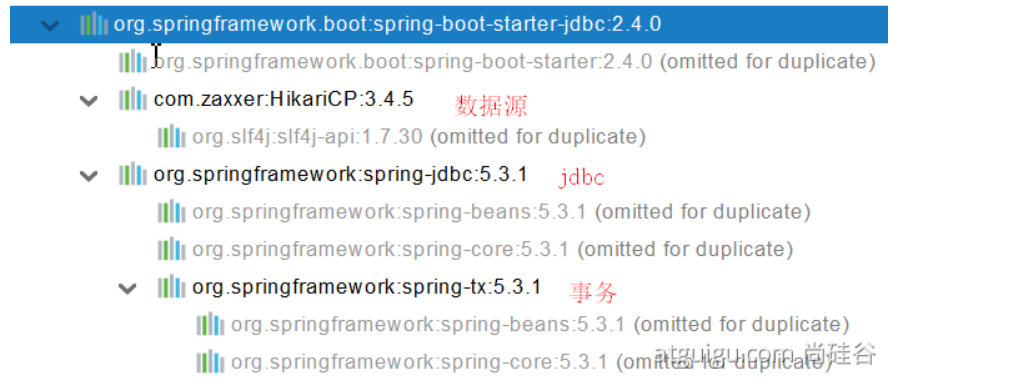 org.springframework.boot:spring-boot-starter-jdbc:2.4.0
org.springframework.boot:spring-boot-starter:2.4.0 (omitted for duplicate)
com.zaxxer:HikariCP:3.4.5 数据源
org.slf4j:slf4j-api:1.7.30 (omitted for duplicate)
org.springframework:spring-jdbc:5.3.1 jdbc
org.springframework:spring-beans:5.3.1 (omitted for duplicate)
org.springframework:spring-core:5.3.1 (omitted for duplicate)
org.springframework:spring-tx:5.3.1 事务
org.springframework:spring-beans:5.3.1 (omitted for duplicate)
org.springframework:spring-core:5.3.1 (omitted for duplicate)
atguigu.com 尚硅谷